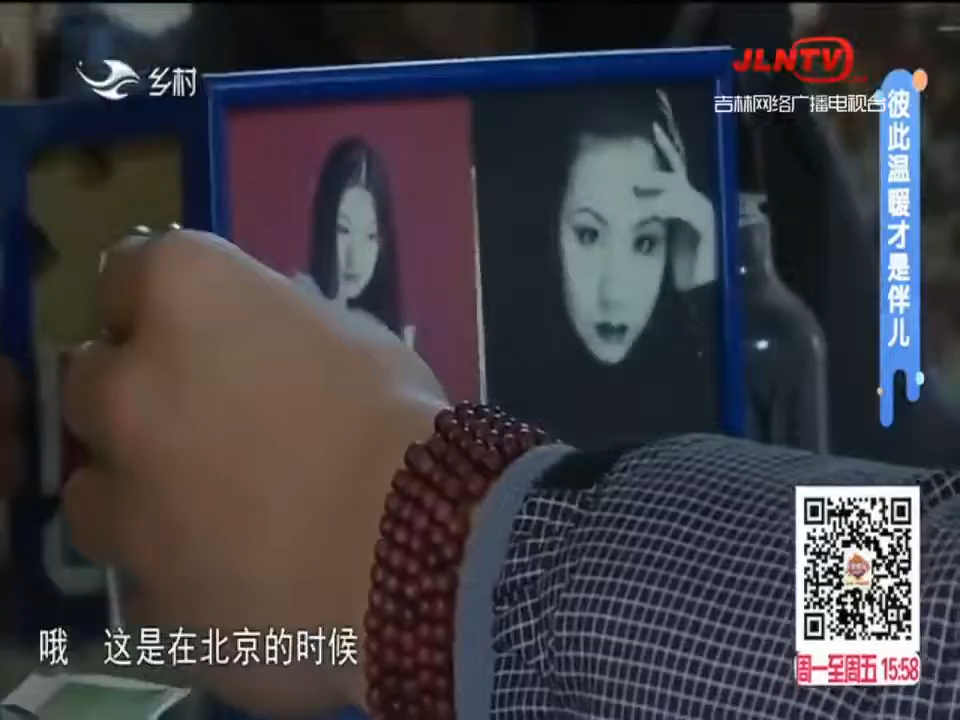 乡村
JLNTV
吉林网络广播电视台
彼此温暖才是伴儿
哦 这是在北京的时候
周一至周五 15:58